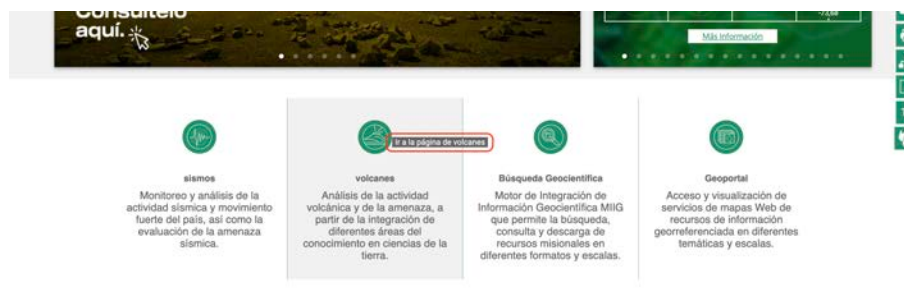 Consúltelo
aquí.
-73,68
Más Información
Ir a la página de volcanes
sismos
Monitoreo y análisis de la
actividad sísmica y movimiento
fuerte del país, así como la
evaluación de la amenaza
sísmica.
volcanes
Análisis de la actividad
volcánica y de la amenaza, a
partir de la integración de
diferentes áreas del
conocimiento en ciencias de la
tierra.
Búsqueda Geocientífica
Motor de Integración de
Información Geocientífica MIIG
que permite la búsqueda,
consulta y descarga de
recursos misionales en
diferentes formatos y escalas.
Geoportal
Acceso y visualización de
servicios de mapas Web de
recursos de información
georreferenciada en diferentes
temáticas y escalas.